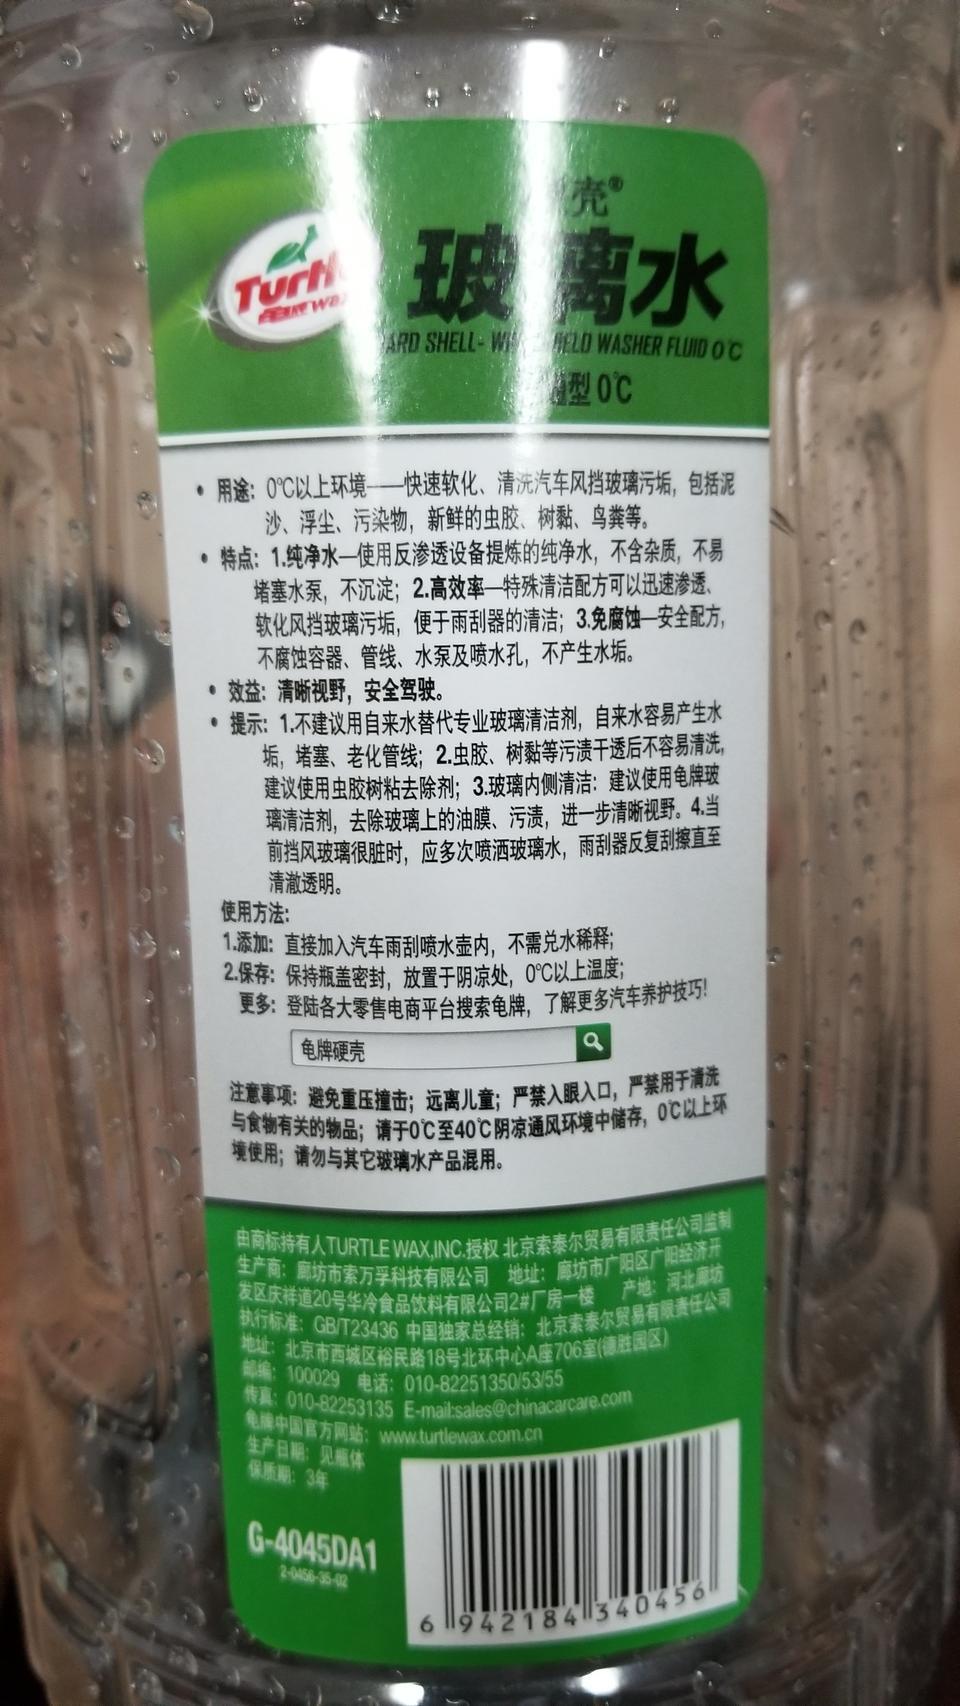 壳®
Turtle
龟牌wax
玻璃水
HARD SHELL- WINDSHIELD WASHER FLUID 0℃
型 0℃
• 用途: 0℃以上环境——快速软化、清洗汽车风挡玻璃污垢，包括泥
沙、浮尘、污染物，新鲜的虫胶、树黏、鸟粪等。
• 特点: 1.纯净水—使用反渗透设备提炼的纯净水，不含杂质，不易
堵塞水泵，不沉淀；2.高效率—特殊清洁配方可以迅速渗透、
软化风挡玻璃污垢，便于雨刮器的清洁；3.免腐蚀—安全配方，
不腐蚀容器、管线、水泵及喷水孔，不产生水垢。
• 效益: 清晰视野，安全驾驶。
• 提示: 1.不建议用自来水替代专业玻璃清洁剂，自来水容易产生水
垢，堵塞、老化管线；2.虫胶、树黏等污渍干透后不容易清洗，
建议使用虫胶树粘去除剂；3.玻璃内侧清洁：建议使用龟牌玻
璃清洁剂，去除玻璃上的油膜、污渍，进一步清晰视野。4.当
前挡风玻璃很脏时，应多次喷洒玻璃水，雨刮器反复刮擦直至
清澈透明。
使用方法:
1.添加: 直接加入汽车雨刮喷水壶内，不需兑水稀释；
2.保存: 保持瓶盖密封，放置于阴凉处，0℃以上温度；
更多: 登陆各大零售电商平台搜索龟牌，了解更多汽车养护技巧!
龟牌硬壳
注意事项: 避免重压撞击；远离儿童；严禁入眼入口，严禁用于清洗
与食物有关的物品；请于0℃至40℃阴凉通风环境中储存，0℃以上环
境使用；请勿与其它玻璃水产品混用。
由商标持有人TURTLE WAX,INC.授权 北京索泰尔贸易有限责任公司监制
生产商: 廊坊市索万孚科技有限公司 地址: 廊坊市广阳区广阳经济开
发区庆祥道20号华冷食品饮料有限公司2#厂房一楼 产地: 河北廊坊
执行标准: GB/T23436 中国独家总经销: 北京索泰尔贸易有限责任公司
地址: 北京市西城区裕民路18号北环中心A座706室(德胜园区)
邮编: 100029 电话: 010-82251350/53/55
传真: 010-82253135 E-mail:sales@chinacarcare.com
龟牌中国官方网站: www.turtlewax.com.cn
生产日期: 见瓶体
保质期: 3年
G-4045DA1
2-0456-35-02
6 942184 340456